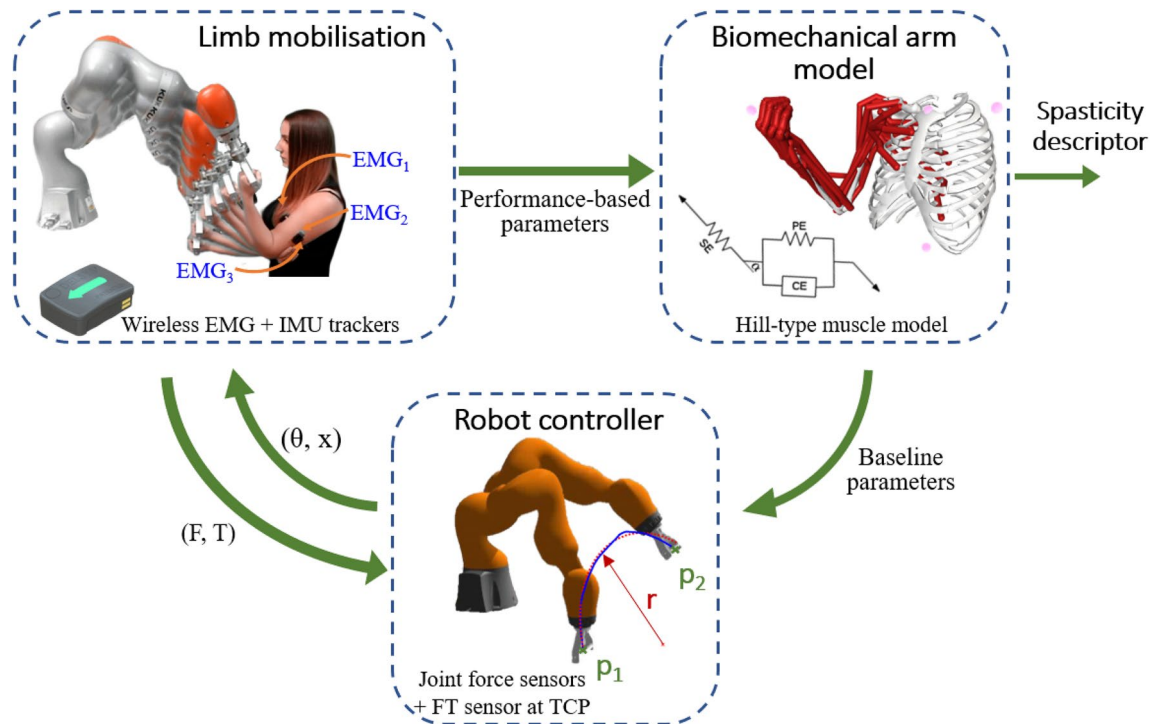 Limb mobilisation
EMG1
EMG2
EMG3
Wireless EMG + IMU trackers
Performance-based
parameters
Biomechanical arm
model
SE
α
PE
CE
Hill-type muscle model
Spasticity
descriptor
(θ, x)
(F, T)
Robot controller
p1
p2
r
Joint force sensors
+ FT sensor at TCP
Baseline
parameters